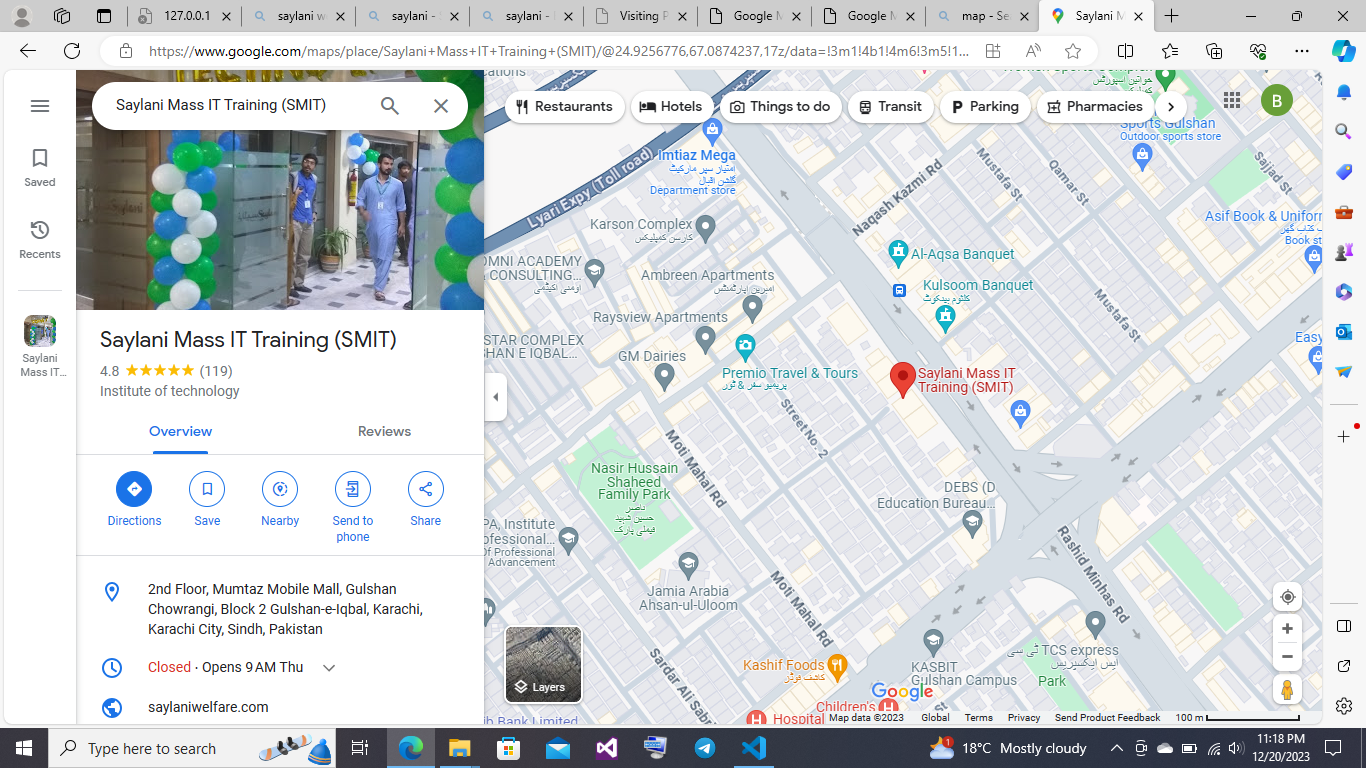 127.0.0.1
saylani we
saylani -
saylani -
Visiting P
Google M
Google M
map - Se
Saylani M
https://www.google.com/maps/place/Saylani+Mass+IT+Training+(SMIT)/@24.9256776,67.0874237,17z/data=!3m1!4b1!4m6!3m5!1...
Saylani Mass IT Training (SMIT)
Restaurants
Hotels
Things to do
Transit
Parking
Pharmacies
B
Saved
Recents
Saylani
Mass IT...
Saylani Mass IT Training (SMIT)
4.8
(119)
Institute of technology
Overview
Reviews
Directions
Save
Nearby
Send to
phone
Share
2nd Floor, Mumtaz Mobile Mall, Gulshan
Chowrangi, Block 2 Gulshan-e-Iqbal, Karachi,
Karachi City, Sindh, Pakistan
Closed · Opens 9 AM Thu
saylaniwelfare.com
خواتین اسپورٹس
Sports Gulshan
Outdoor sports store
Imtiaz Mega
امتیاز سپر مارکیٹ
گلشن اقبال
Department store
Lyari Expy (Toll road)
Naqash Kazmi Rd
Mustafa St
Qamar St
Sajjad St
Karson Complex
کارسن کمپلیکس
Al-Aqsa Banquet
Asif Book & Uniform
Book st
OMNI ACADEMY
CONSULTING...
اومنی اکیڈمی
Ambreen Apartments
امبرین اپارٹمنٹس
Kulsoom Banquet
کلثوم بینکوٹ
Mustafa St
Raysview Apartments
STAR COMPLEX
SHAN E IQBAL...
GM Dairies
Easy
Premio Travel & Tours
پریمیو سفر & ٹور
Saylani Mass IT
Training (SMIT)
Street No. 2
Moti Mahal Rd
Nasir Hussain
Shaheed
Family Park
ناصر
حسین شہید
فیملی پارک
DEBS (D
Education Bureau...
PA, Institute
Professional...
Of Professional
Advancement
Rashid Minhas Rd
Jamia Arabia
Ahsan-ul-Uloom
Moti Mahal Rd
TCS express ٹی سی
ایس ایکسپریس
Sardar Ali Sabr
Kashif Foods
کاشف فوڈز
KASBIT
Gulshan Campus
Park
Layers
Google
Children's
Hospital
ib Bank Limited
Map data ©2023
Global
Terms
Privacy
Send Product Feedback
100 m
Type here to search
1
18°C
Mostly cloudy
11:18 PM
12/20/2023